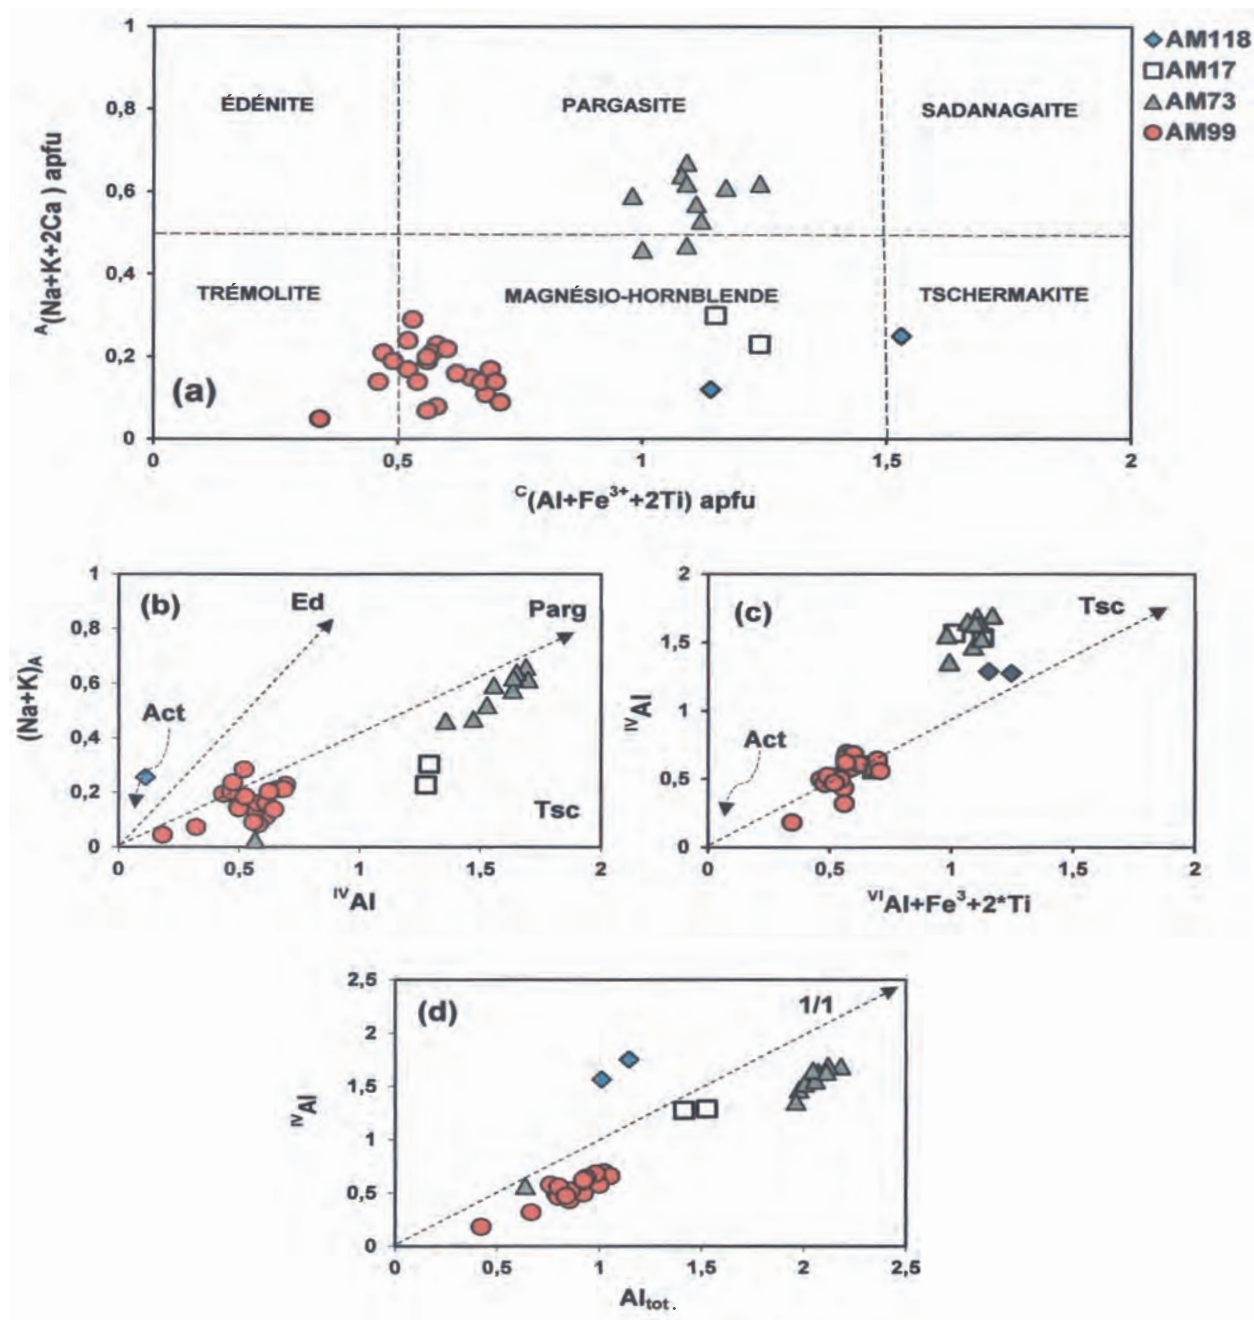 1
0,8
0,6
0,4
0,2
0
ᴬ(Na+K+2Ca ) apfu
ÉDÉNITE
PARGASITE
SADANAGAITE
TRÉMOLITE
MAGNÉSIO-HORNBLENDE
TSCHERMAKITE
(a)
0
0,5
1
1,5
2
ᶜ(Al+Fe³⁺+2Ti) apfu
AM118
AM17
AM73
AM99
(b)
1
0,8
0,6
0,4
0,2
0
(Na+K)A
Ed
Parg
Act
Tsc
0
0,5
1
1,5
2
ᴵⱽAl
(c)
2
1,5
1
0,5
0
ᴵⱽAl
Tsc
Act
0
0,5
1
1,5
2
ⱽᴵAl+Fe³+2*Ti
(d)
2,5
2
1,5
1
0,5
0
ᴵⱽAl
1/1
0
0,5
1
1,5
2
2,5
Altot.